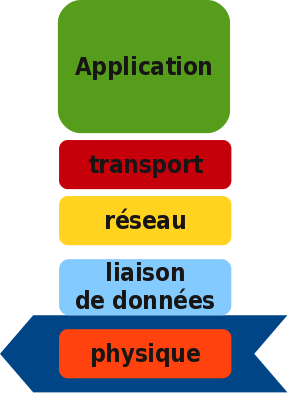 Application
transport
réseau
liaison
de données
physique